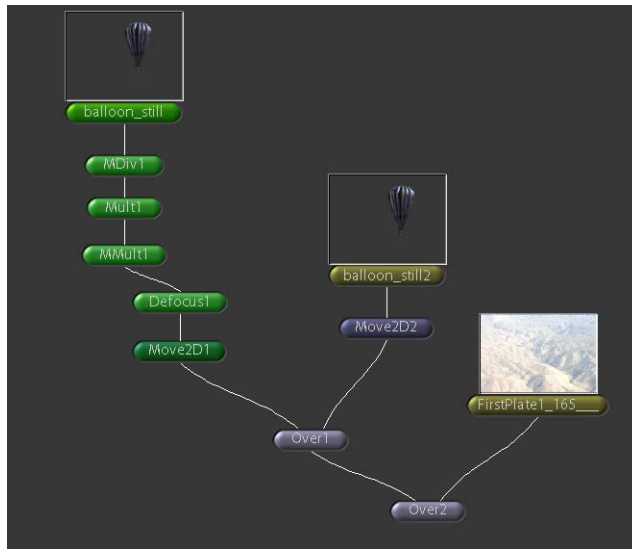 balloon_still
MDiv1
Mult1
MMult1
balloon_still2
Defocus1
Move2D2
Move2D1
FirstPlate1_165___
Over1
Over2